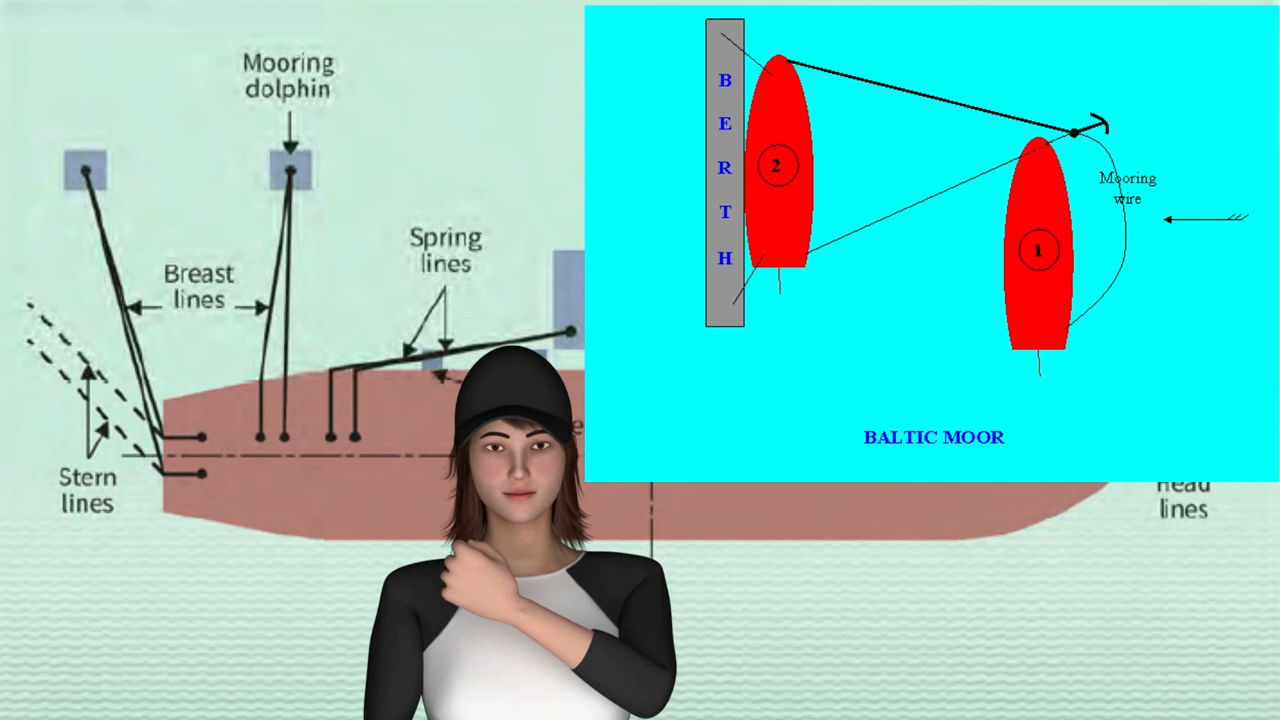 Mooring
dolphin
Spring
lines
Breast
lines
Stern
lines
Head
lines
B
E
R
T
H
2
1
Mooring
wire
BALTIC MOOR